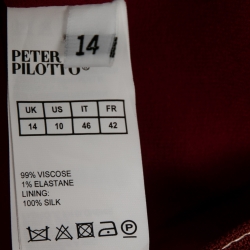 14
PETER
PILOTTO®
UK US IT FR
14 10 46 42
99% VISCOSE
1% ELASTANE
LINING:
100% SILK